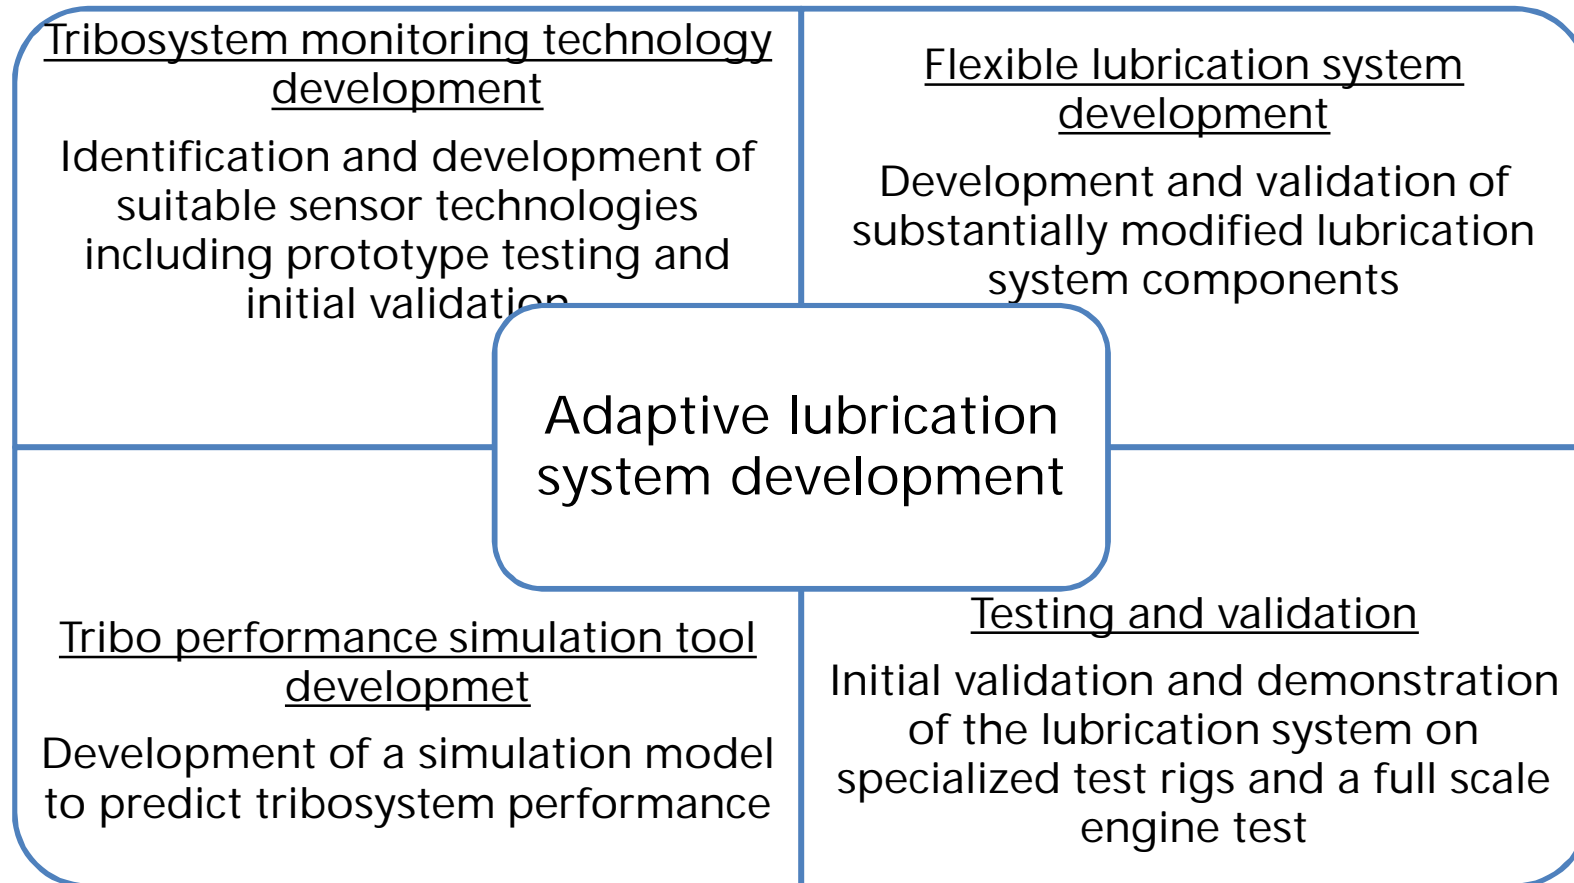 Tribosystem monitoring technology
development
Identification and development of
suitable sensor technologies
including prototype testing and
initial validation
Flexible lubrication system
development
Development and validation of
substantially modified lubrication
system components
Adaptive lubrication
system development
Tribo performance simulation tool
developmet
Development of a simulation model
to predict tribosystem performance
Testing and validation
Initial validation and demonstration
of the lubrication system on
specialized test rigs and a full scale
engine test